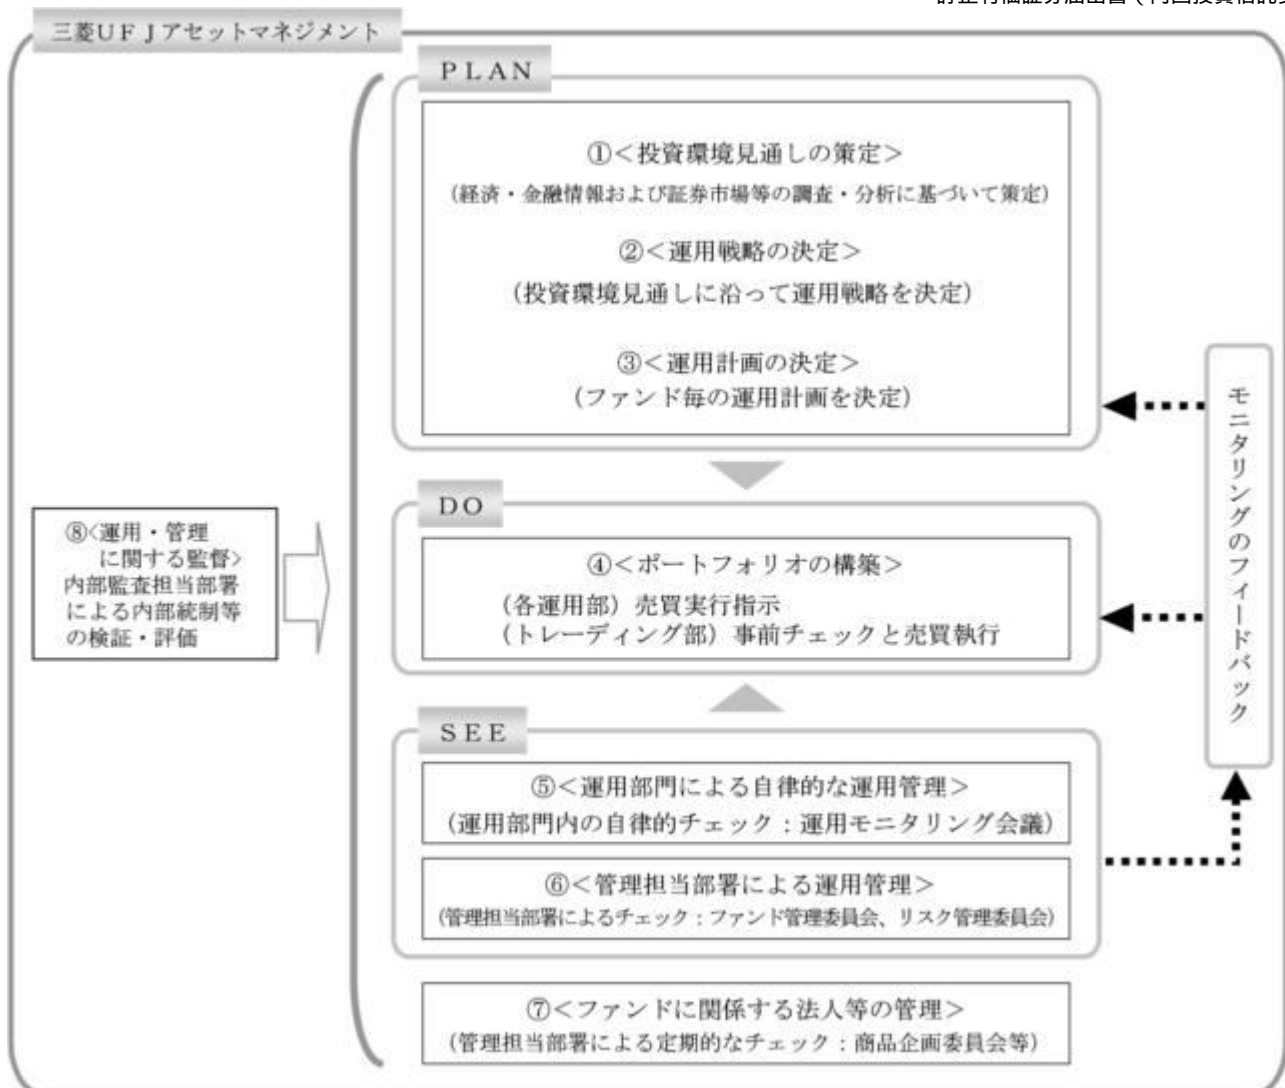 三菱UFJアセットマネジメント
PLAN
①<投資環境見通しの策定>
(経済・金融情報および証券市場等の調査・分析に基づいて策定)
②<運用戦略の決定>
(投資環境見通しに沿って運用戦略を決定)
③<運用計画の決定>
(ファンド毎の運用計画を決定)
DO
④<ポートフォリオの構築>
(各運用部)売買実行指示
(トレーディング部)事前チェックと売買執行
SEE
⑤<運用部門による自律的な運用管理>
(運用部門内の自律的チェック:運用モニタリング会議)
⑥<管理担当部署による運用管理>
(管理担当部署によるチェック:ファンド管理委員会、リスク管理委員会)
⑦<ファンドに関係する法人等の管理>
(管理担当部署による定期的なチェック:商品企画委員会等)
⑧<運用・管理
に関する監督>
内部監査担当部署
による内部統制等
の検証・評価
モニタリングのフィードバック